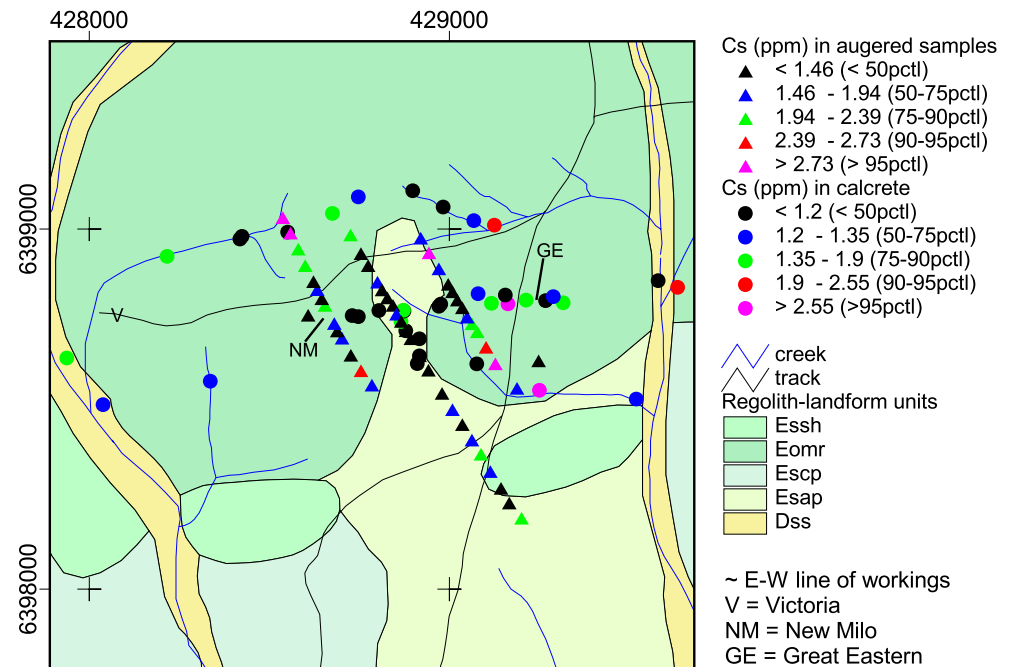 428000
429000
6399000
6398000
GE
V
NM
Cs (ppm) in augered samples
< 1.46 (< 50pctl)
1.46 - 1.94 (50-75pctl)
1.94 - 2.39 (75-90pctl)
2.39 - 2.73 (90-95pctl)
> 2.73 (> 95pctl)
Cs (ppm) in calcrete
< 1.2 (< 50pctl)
1.2 - 1.35 (50-75pctl)
1.35 - 1.9 (75-90pctl)
1.9 - 2.55 (90-95pctl)
> 2.55 (>95pctl)
creek
track
Regolith-landform units
Essh
Eomr
Escp
Esap
Dss
~ E-W line of workings
V = Victoria
NM = New Milo
GE = Great Eastern